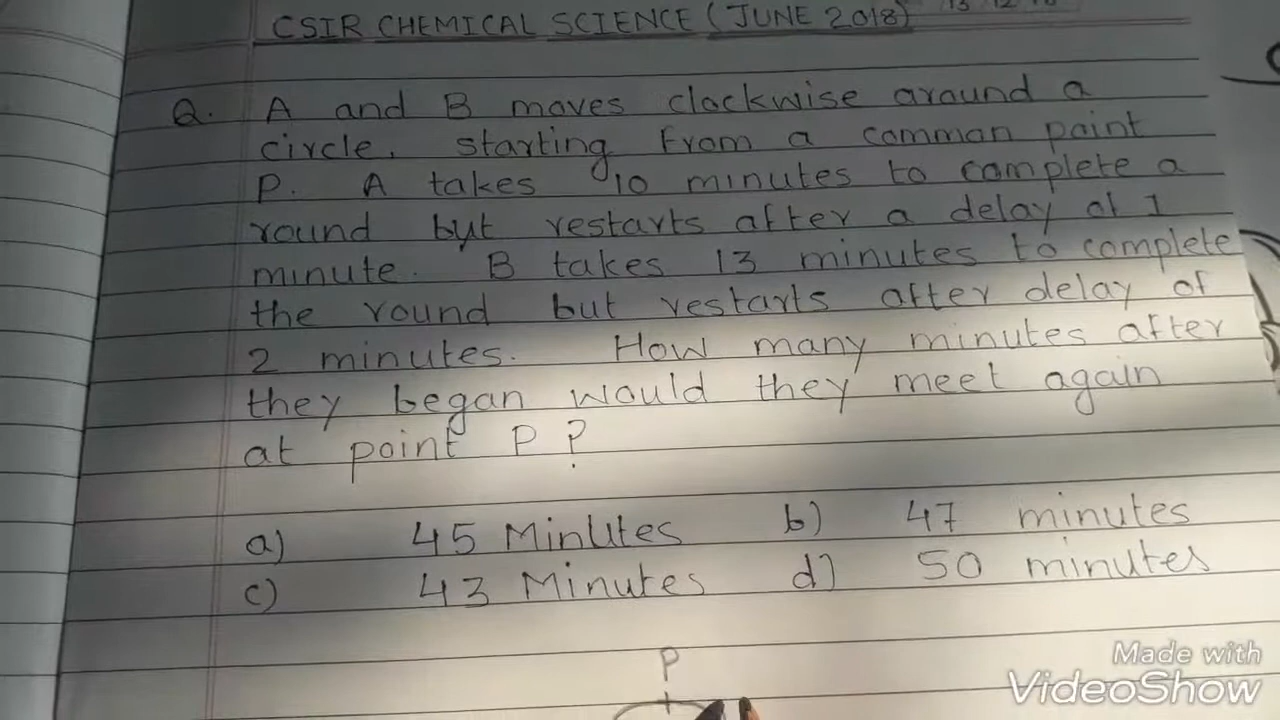 CSIR CHEMICAL SCIENCE (JUNE 2018)
Q. A and B moves clockwise around a
circle, starting from a common point
P. A takes 10 minutes to complete a
round but restarts after a delay of 1
minute. B takes 13 minutes to complete
the round but restarts after delay of
2 minutes. How many minutes after
they began would they meet again
at point P ?
a) 45 Minutes b) 47 minutes
c) 43 Minutes d) 50 minutes
P
Made with
VideoShow